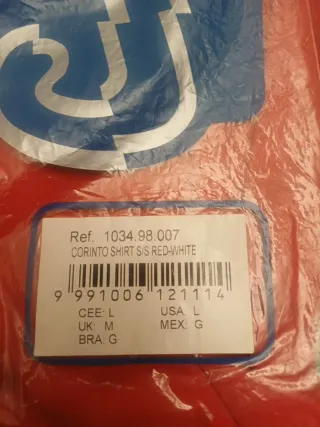 Ref. 1034.98.007
CORINTO SHIRT S/S RED-WHITE
9 991006 121114
CEE: L USA: L
UK: M MEX: G
BRA: G